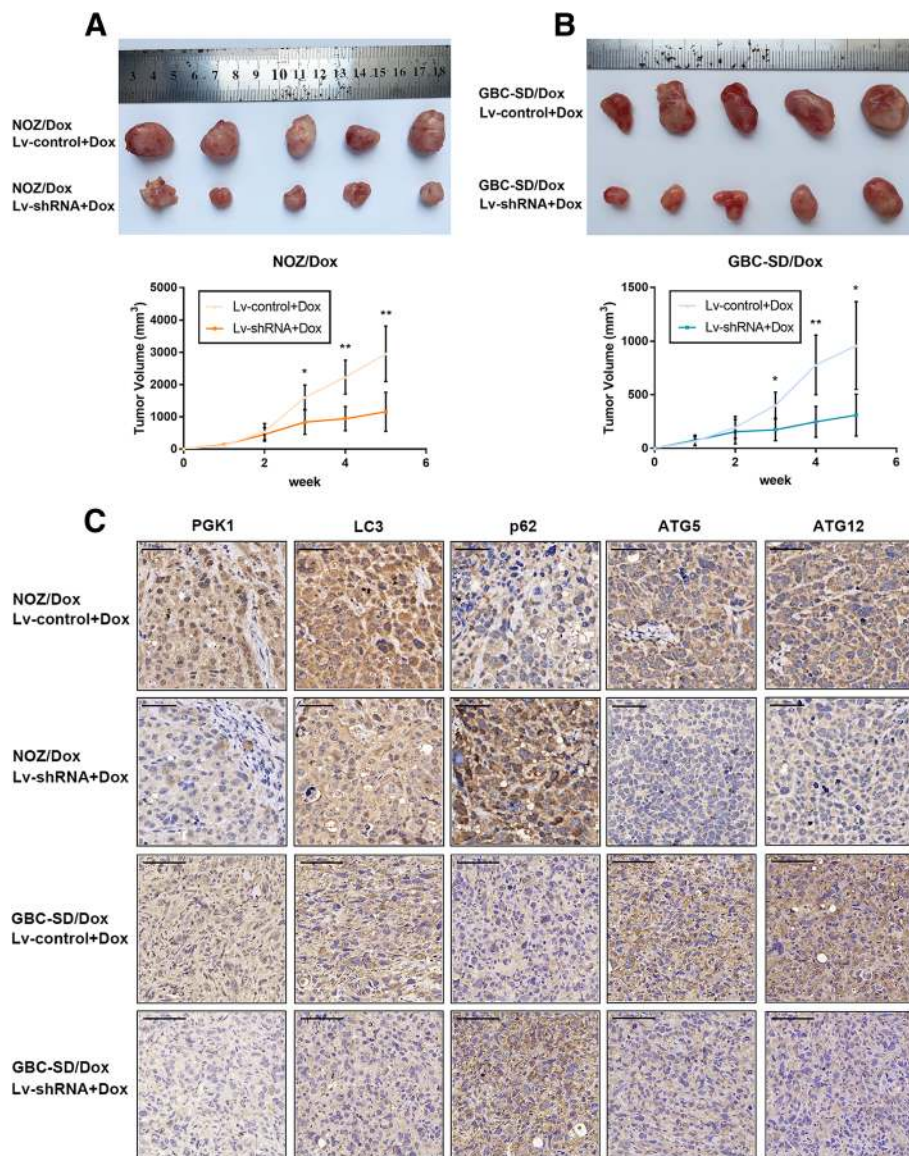 A
3 4 5 6 7 8 9 10 11 12 13 14 15 16 17 18
NOZ/Dox
Lv-control+Dox
NOZ/Dox
Lv-shRNA+Dox
B
GBC-SD/Dox
Lv-control+Dox
GBC-SD/Dox
Lv-shRNA+Dox
NOZ/Dox
Tumor Volume (mm³)
5000
4000
3000
2000
1000
0
Lv-control+Dox
Lv-shRNA+Dox
*
**
**
0 2 4 6
week
GBC-SD/Dox
Tumor Volume (mm³)
1500
1000
500
0
Lv-control+Dox
Lv-shRNA+Dox
*
**
*
0 2 4 6
week
C
PGK1 LC3 p62 ATG5 ATG12
NOZ/Dox
Lv-control+Dox
NOZ/Dox
Lv-shRNA+Dox
GBC-SD/Dox
Lv-control+Dox
GBC-SD/Dox
Lv-shRNA+Dox